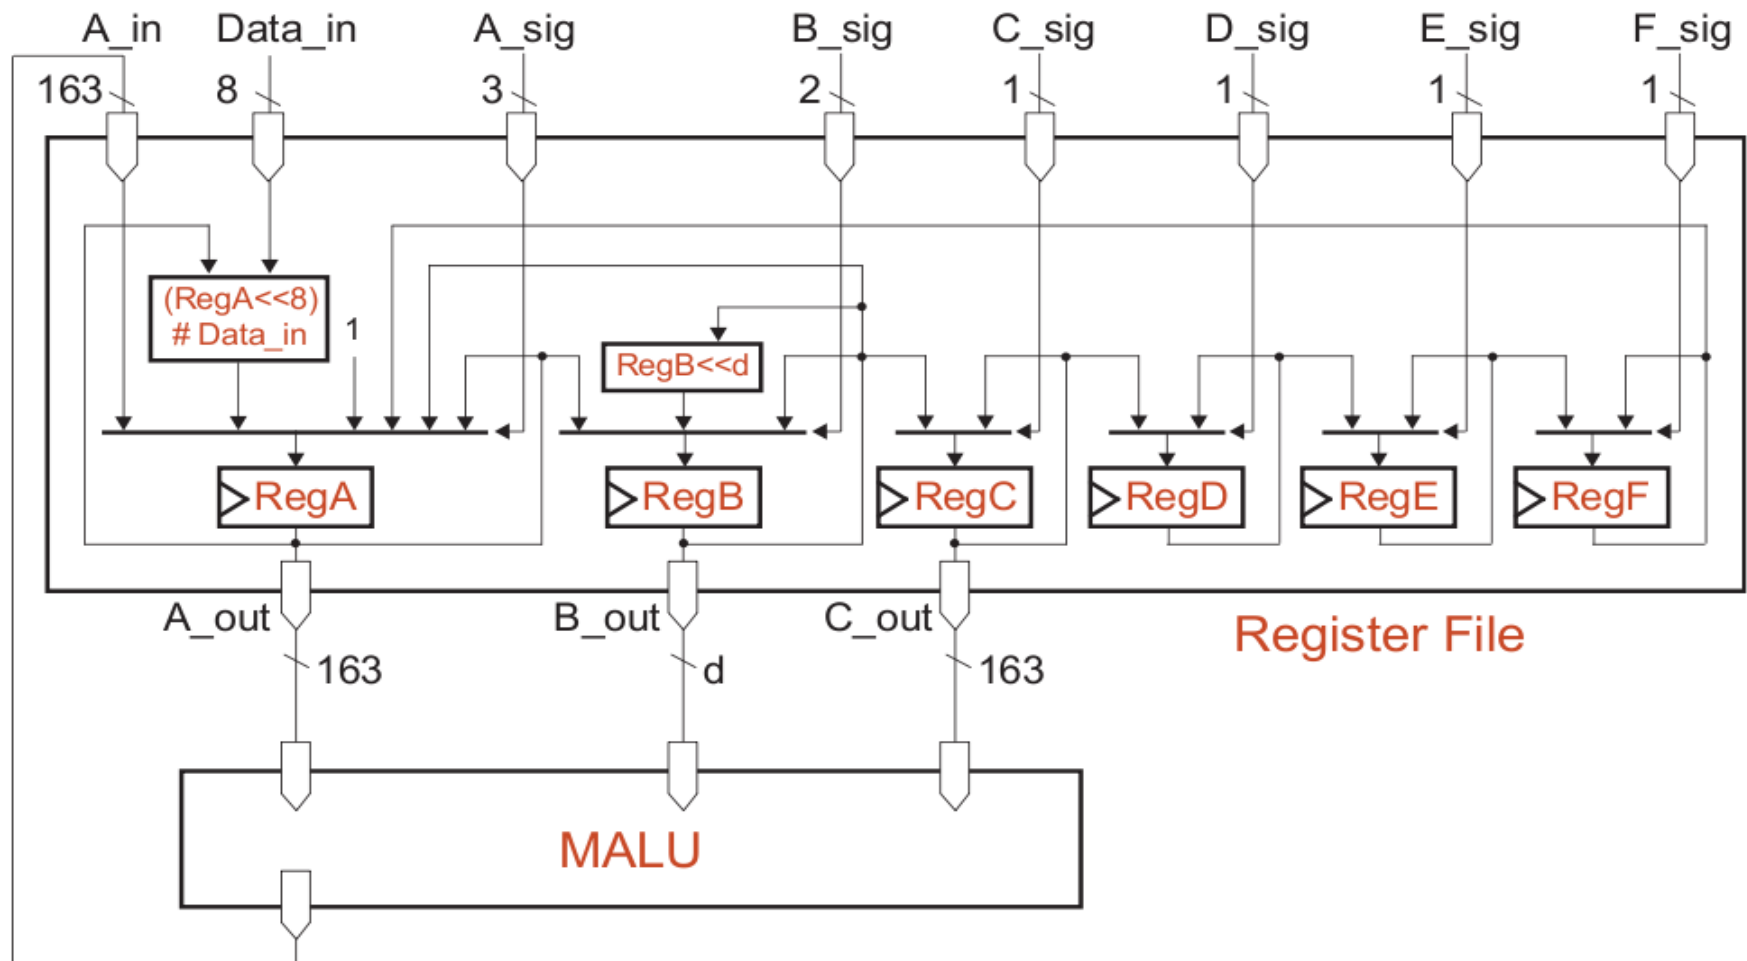 A_in Data_in A_sig B_sig C_sig D_sig E_sig F_sig
163 8 3 2 1 1 1 1
(RegA<<8)
# Data_in
1
RegB<<d
RegA RegB RegC RegD RegE RegF
A_out B_out C_out
Register File
163 d 163
MALU